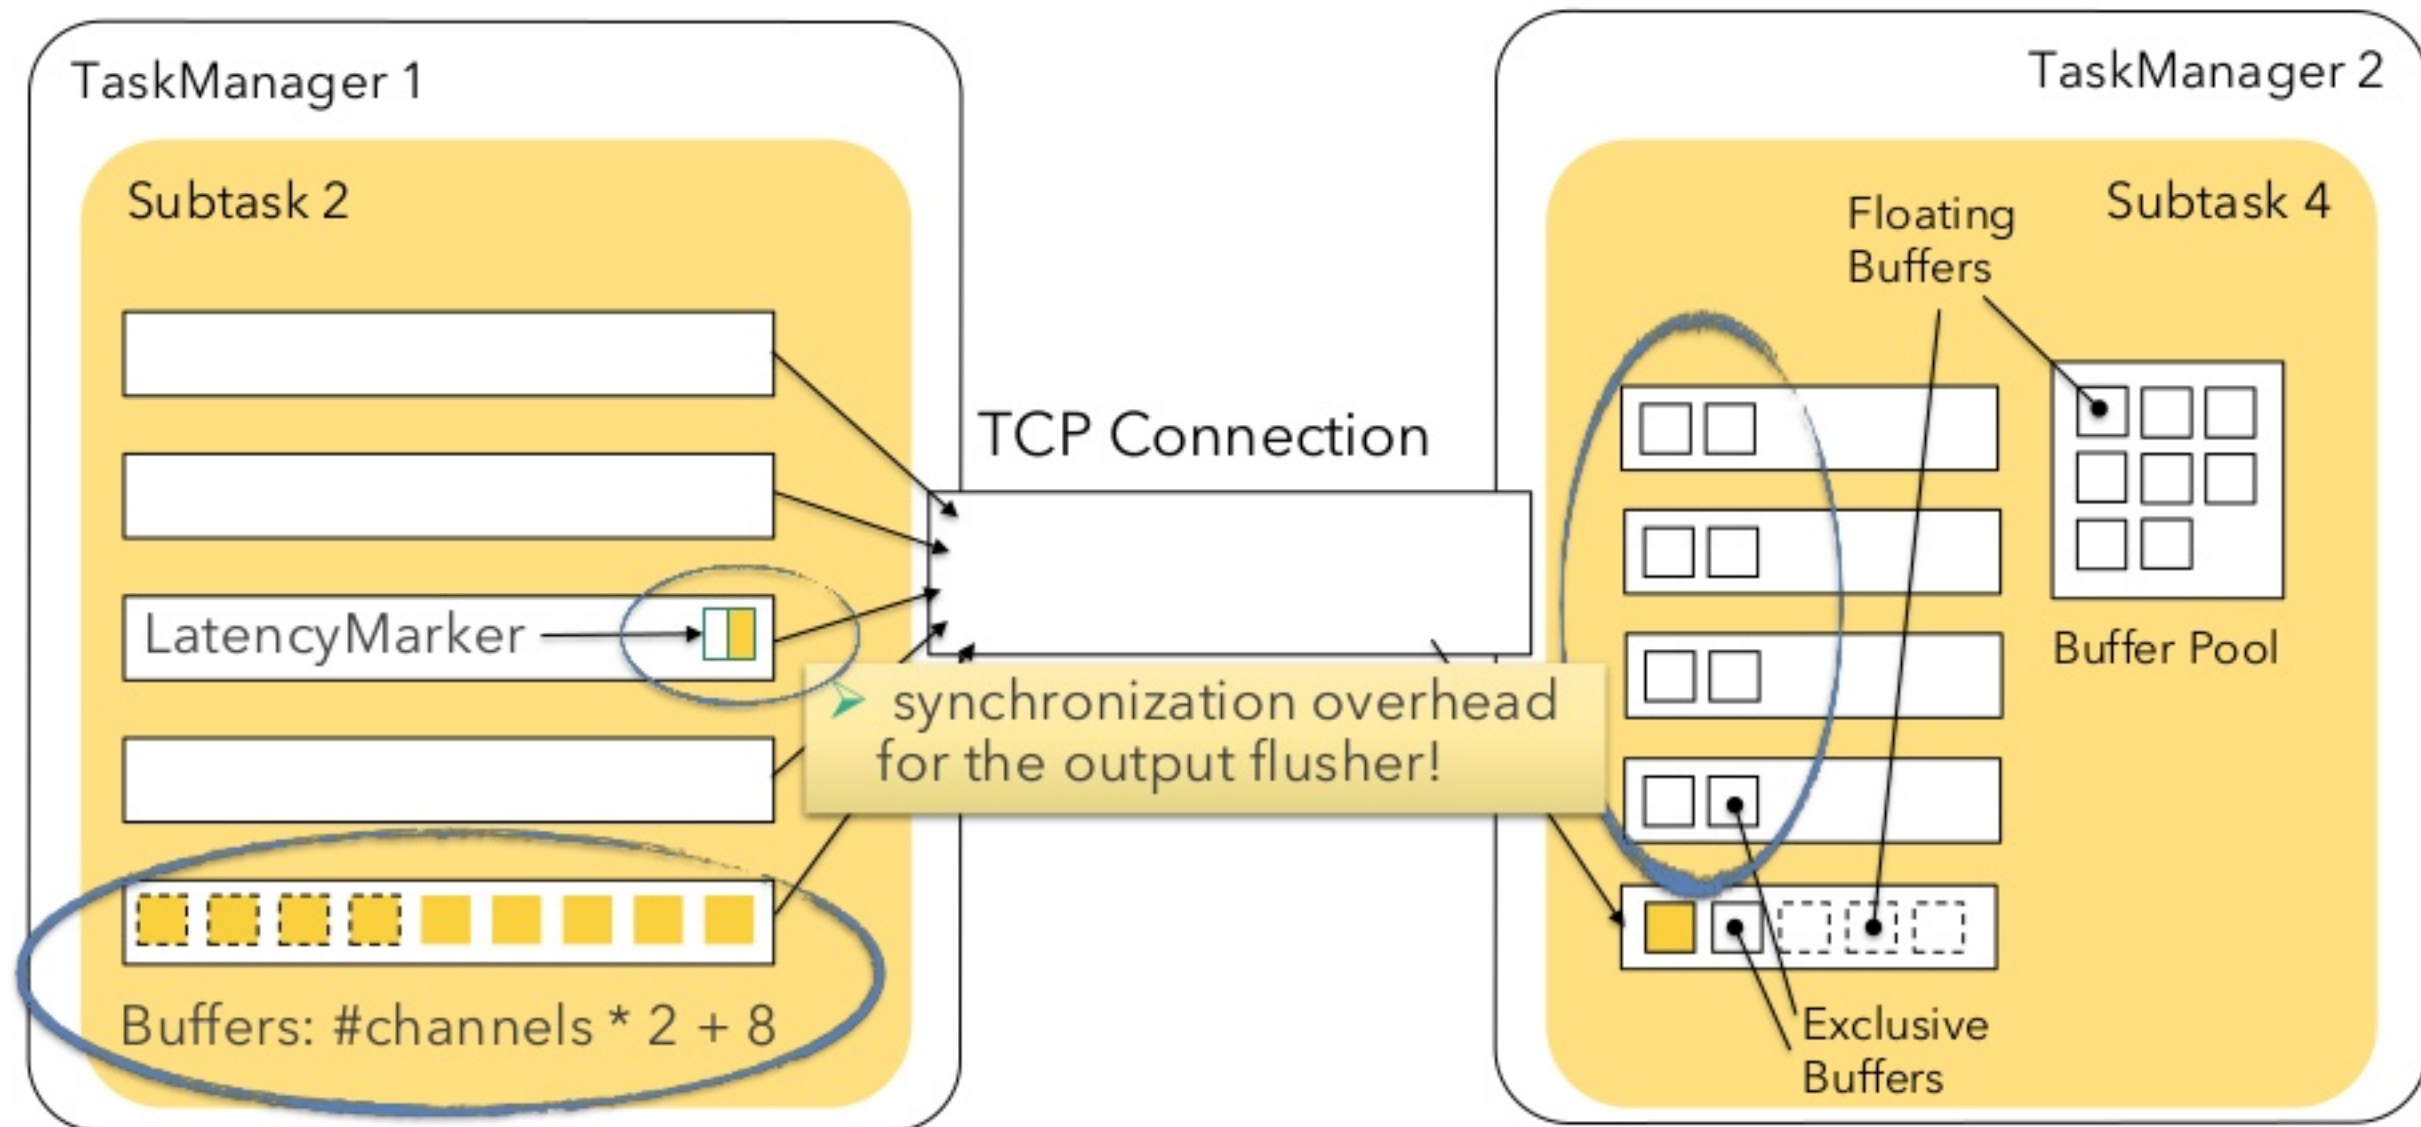 TaskManager 1
Subtask 2
LatencyMarker
Buffers: #channels * 2 + 8
TCP Connection
➢ synchronization overhead
for the output flusher!
TaskManager 2
Subtask 4
Floating
Buffers
Buffer Pool
Exclusive
Buffers